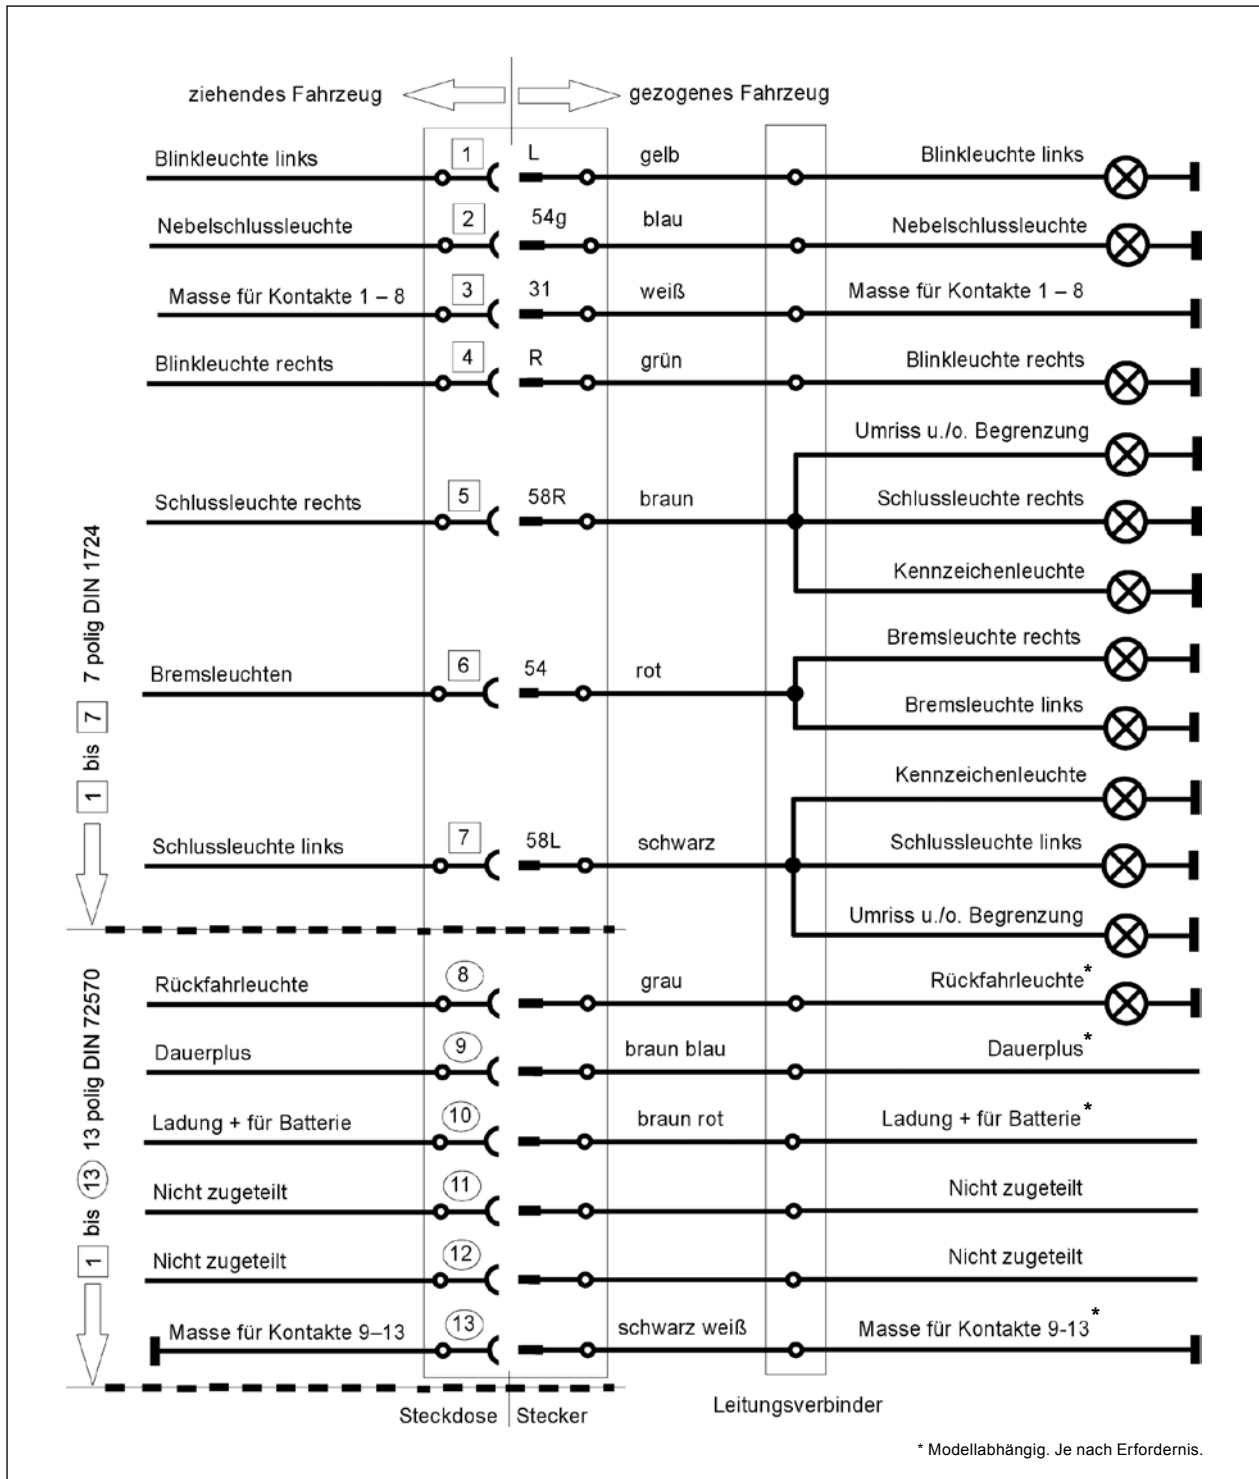 ziehendes Fahrzeug gezogenes Fahrzeug
Blinkleuchte links 1 L gelb Blinkleuchte links
Nebelschlussleuchte 2 54g blau Nebelschlussleuchte
Masse für Kontakte 1 – 8 3 31 weiß Masse für Kontakte 1 – 8
Blinkleuchte rechts 4 R grün Blinkleuchte rechts
Umriss u./o. Begrenzung
Schlussleuchte rechts 5 58R braun Schlussleuchte rechts
Kennzeichenleuchte
Bremsleuchte rechts
Bremsleuchten 6 54 rot
Bremsleuchte links
Kennzeichenleuchte
Schlussleuchte links 7 58L schwarz Schlussleuchte links
Umriss u./o. Begrenzung
1 bis 7 7 polig DIN 1724
Rückfahrleuchte 8 grau Rückfahrleuchte*
Dauerplus 9 braun blau Dauerplus*
Ladung + für Batterie 10 braun rot Ladung + für Batterie*
Nicht zugeteilt 11 Nicht zugeteilt
Nicht zugeteilt 12 Nicht zugeteilt
Masse für Kontakte 9–13 13 schwarz weiß Masse für Kontakte 9-13*
1 bis 13 13 polig DIN 72570
Steckdose Stecker Leitungsverbinder
* Modellabhängig. Je nach Erfordernis.